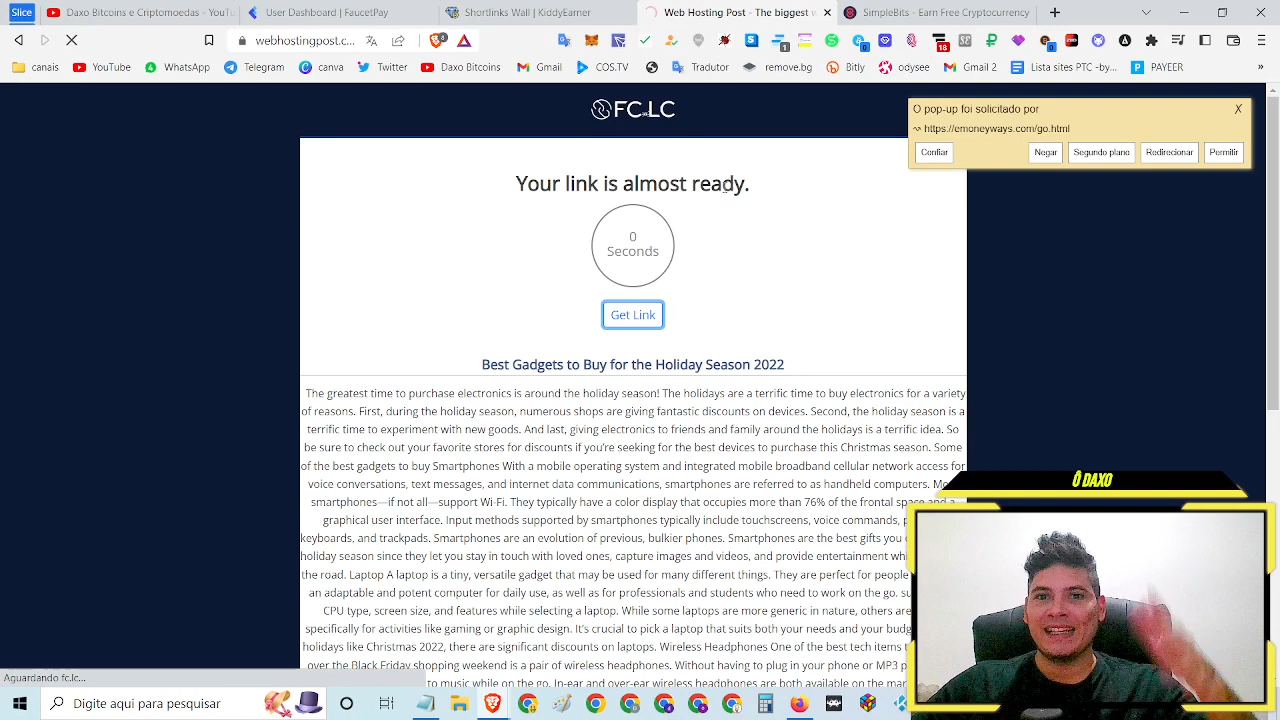 Slice
Daxo Bitcoins e Criptomoedas - YouTu
User Dashboard | FaucetPay
Shortlinks Wall | KiddyEarner
Web Hosting Post - The biggest w
SimpleBits - Earn Free Cryptocurrency
webhostingpost.c
canais
YouTube
WhatsApp
Telegram
canva
Twitter
Daxo Bitcoins
Gmail
COS.TV
Tradutor
remove.bg
Bitly
odysee
Gmail 2
Lista sites PTC -by...
PAYEER
FC.LC
O pop-up foi solicitado por
X
https://emoneyways.com/go.html
Confiar
Negar
Segundo plano
Redirecionar
Permitir
Your link is almost ready.
0
Seconds
Get Link
Best Gadgets to Buy for the Holiday Season 2022
The greatest time to purchase electronics is around the holiday season! The holidays are a terrific time to buy electronics for a variety
of reasons. First, during the holiday season, numerous shops are giving fantastic discounts on devices. Second, the holiday season is a
terrific time to experiment with new goods. And last, giving electronics to friends and family around the holidays is a terrific idea. So
be sure to check out your favorite stores for discounts if you're seeking for the best devices to purchase this Christmas season. Some
of the best gadgets to buy Smartphones With a mobile operating system and integrated mobile broadband cellular network access for
voice conversations, text messages, and internet data communications, smartphones are referred to as handheld computers.
smartphones—if not all—support Wi-Fi. They typically have a color display that occupies more than 76% of the frontal space and a
graphical user interface. Input methods supported by smartphones typically include touchscreens, voice commands,
keyboards and trackpads. Smartphones are an evolution of previous, bulkier phones. Smartphones are the best gifts you
holiday season since they let you stay in touch with loved ones, capture images and videos, and provide entertainment
the road. Laptop A laptop is a tiny, versatile gadget that may be used for many different things. They are perfect for people
an additional and potent computer for daily use, as well as for professionals and students who need to work on the go.
CPU type, screen size, and features while selecting a laptop. While some laptops are more generic in nature, others are
specifically for activities like gaming or graphic design. It's crucial to pick a laptop that suits both your needs and your
holidays like Christmas 2022, there are significant discounts on laptops. Wireless Headphones One of the best tech items
over the Black Friday shopping weekend is a pair of wireless headphones. Without having to plug in your phone or MP3
to music while on the go. In-ear and over-ear wireless headphones are both available on the
Aguardando fc.lc...
Ô DAXO
Digite aqui para pesquisa